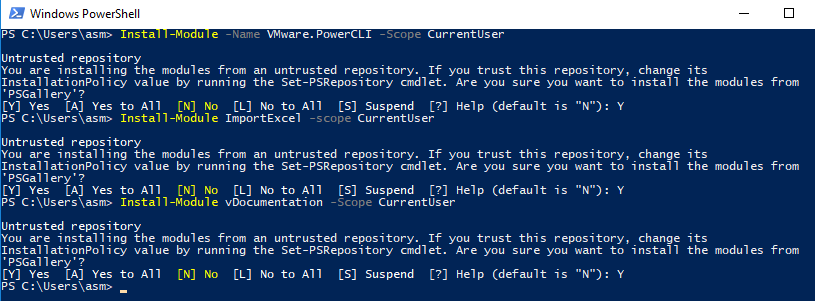 Windows PowerShell
PS C:\Users\asm> Install-Module -Name VMware.PowerCLI -Scope CurrentUser
Untrusted repository
You are installing the modules from an untrusted repository. If you trust this repository, change its
InstallationPolicy value by running the Set-PSRepository cmdlet. Are you sure you want to install the modules from
'PSGallery'?
[Y] Yes  [A] Yes to All  [N] No  [L] No to All  [S] Suspend  [?] Help (default is "N"): Y
PS C:\Users\asm> Install-Module ImportExcel -scope CurrentUser
Untrusted repository
You are installing the modules from an untrusted repository. If you trust this repository, change its
InstallationPolicy value by running the Set-PSRepository cmdlet. Are you sure you want to install the modules from
'PSGallery'?
[Y] Yes  [A] Yes to All  [N] No  [L] No to All  [S] Suspend  [?] Help (default is "N"): Y
PS C:\Users\asm> Install-Module vDocumentation -Scope CurrentUser
Untrusted repository
You are installing the modules from an untrusted repository. If you trust this repository, change its
InstallationPolicy value by running the Set-PSRepository cmdlet. Are you sure you want to install the modules from
'PSGallery'?
[Y] Yes  [A] Yes to All  [N] No  [L] No to All  [S] Suspend  [?] Help (default is "N"): Y
PS C:\Users\asm> _